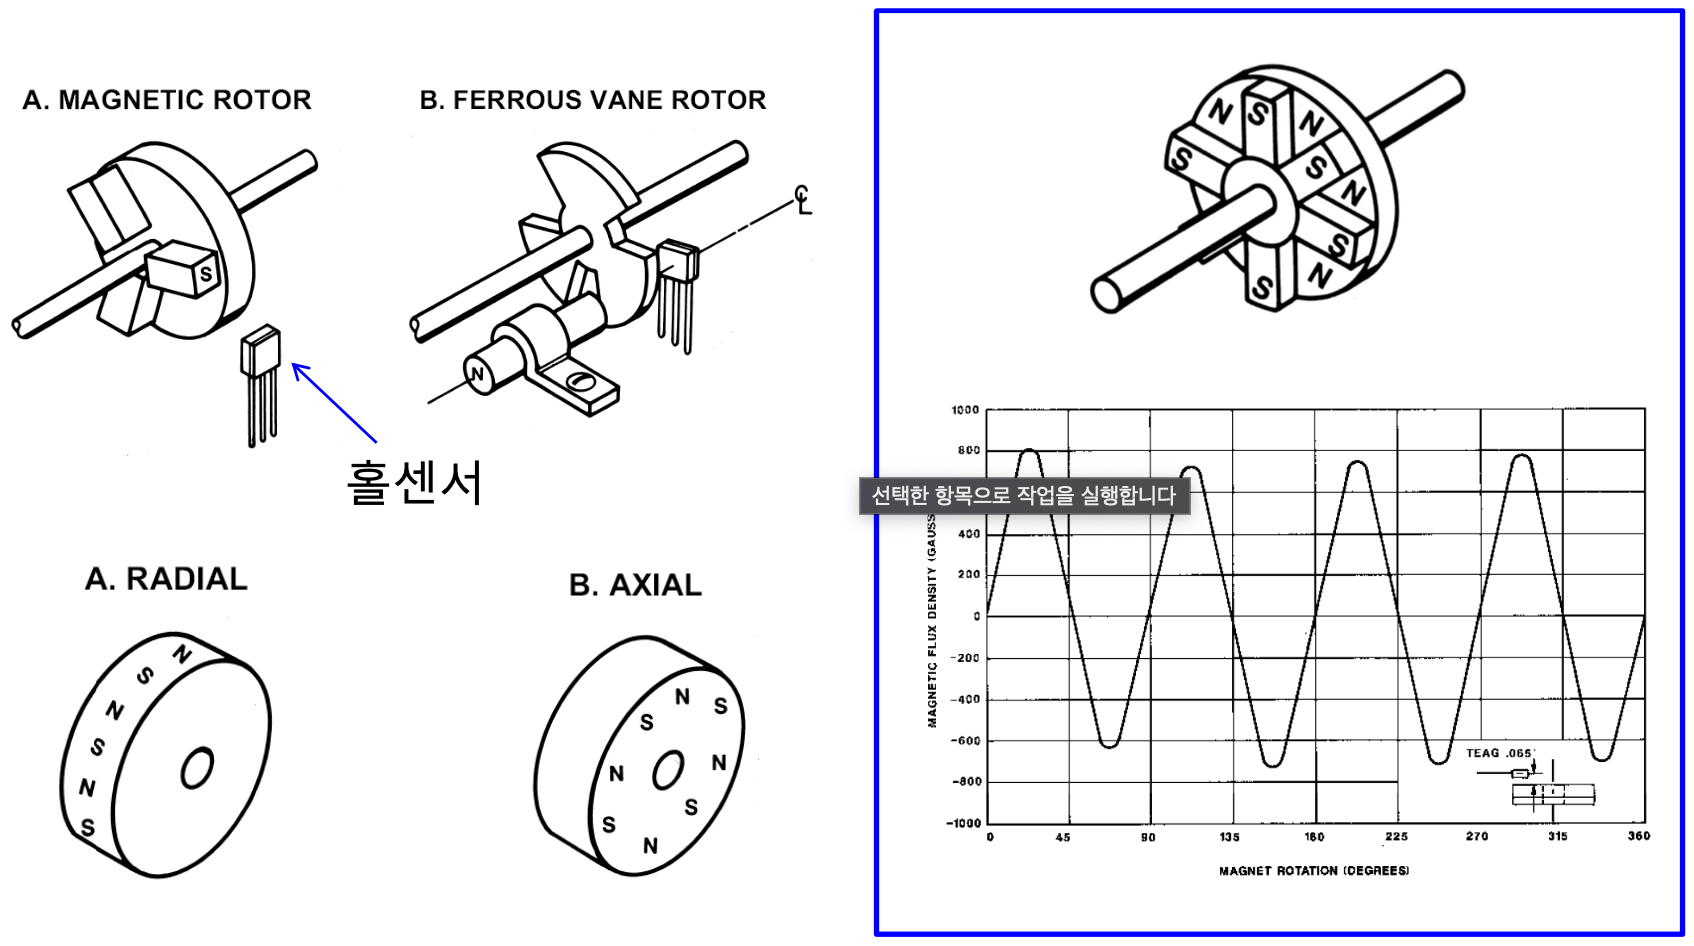 A. MAGNETIC ROTOR
S
홀센서
B. FERROUS VANE ROTOR
℄
N
A. RADIAL
N
S
N
S
N
S
B. AXIAL
N
S
S
N
N
S
S
N
N
S
N
S
S
N
S
N
S
선택한 항목으로 작업을 실행합니다
MAGNETIC FLUX DENSITY (GAUSS
1000
800
400
200
0
-200
-400
-600
-800
-1000
TEAG .065
0 45 90 135 180 225 270 315 360
MAGNET ROTATION (DEGREES)